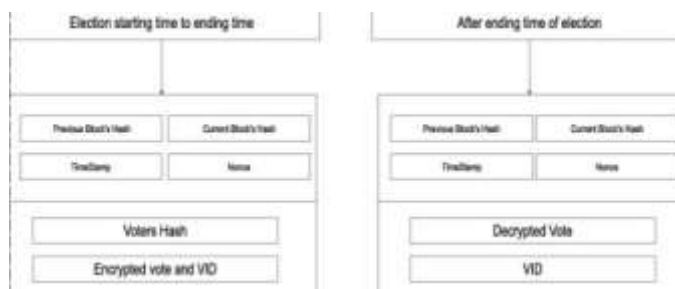 Election starting time to ending time
After ending time of election
Previous Block's Hash
Current Block's Hash
Previous Block's Hash
Current Block's Hash
TimeStamp
Nonce
TimeStamp
Nonce
Voters Hash
Decrypted Vote
Encrypted vote and VID
VID